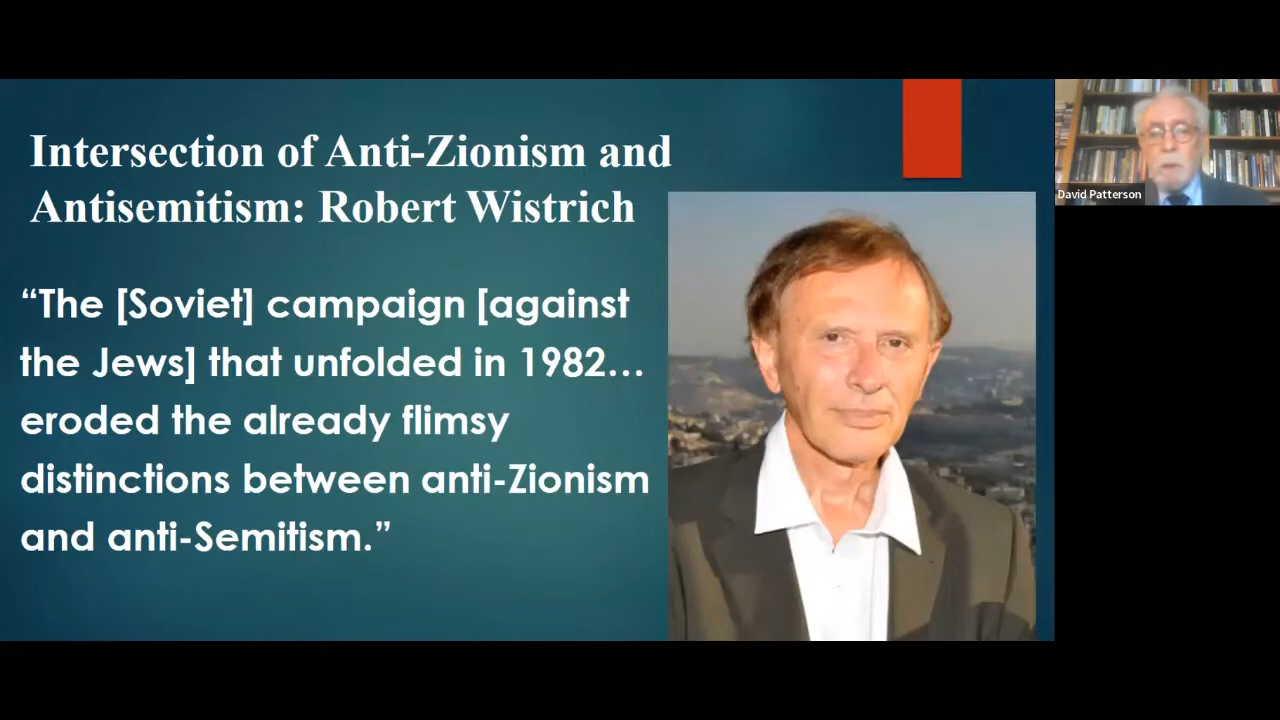 Intersection of Anti-Zionism and
Antisemitism: Robert Wistrich
“The [Soviet] campaign [against
the Jews] that unfolded in 1982…
eroded the already flimsy
distinctions between anti-Zionism
and anti-Semitism.”
David Patterson